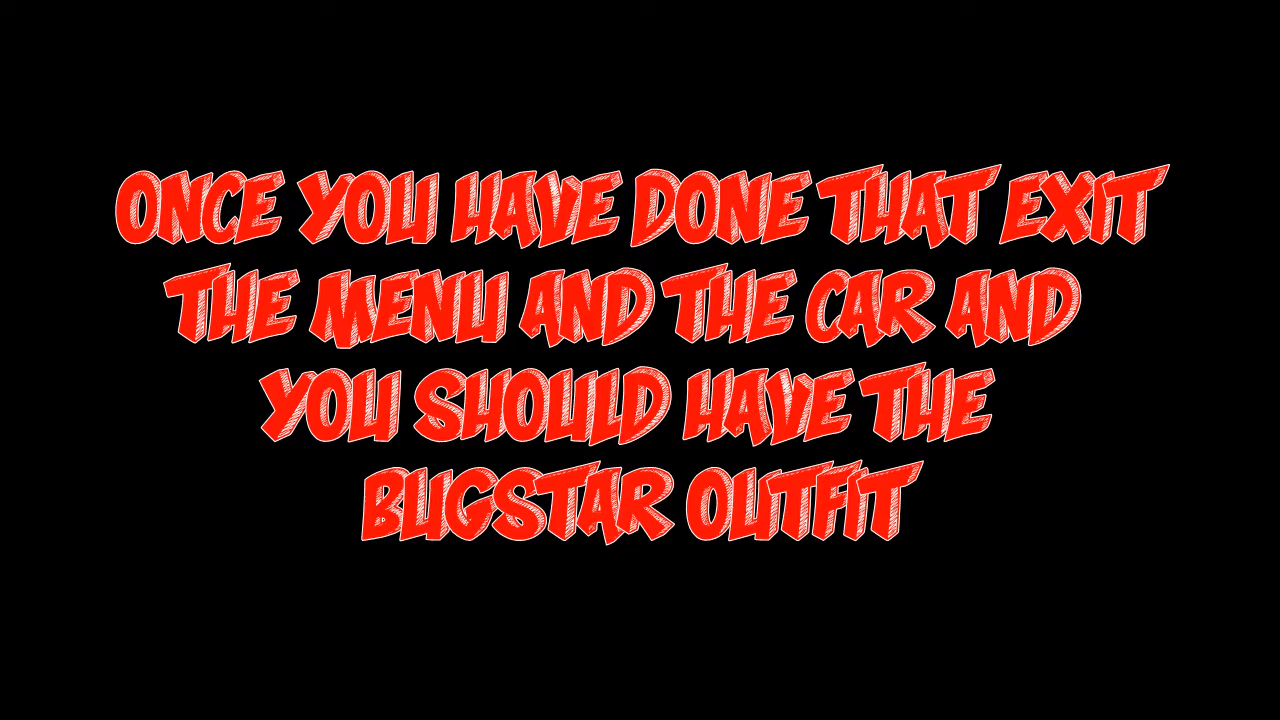 ONCE YOU HAVE DONE THAT EXIT
THE MENU AND THE CAR AND
YOU SHOULD HAVE THE
BUGSTAR OUTFIT